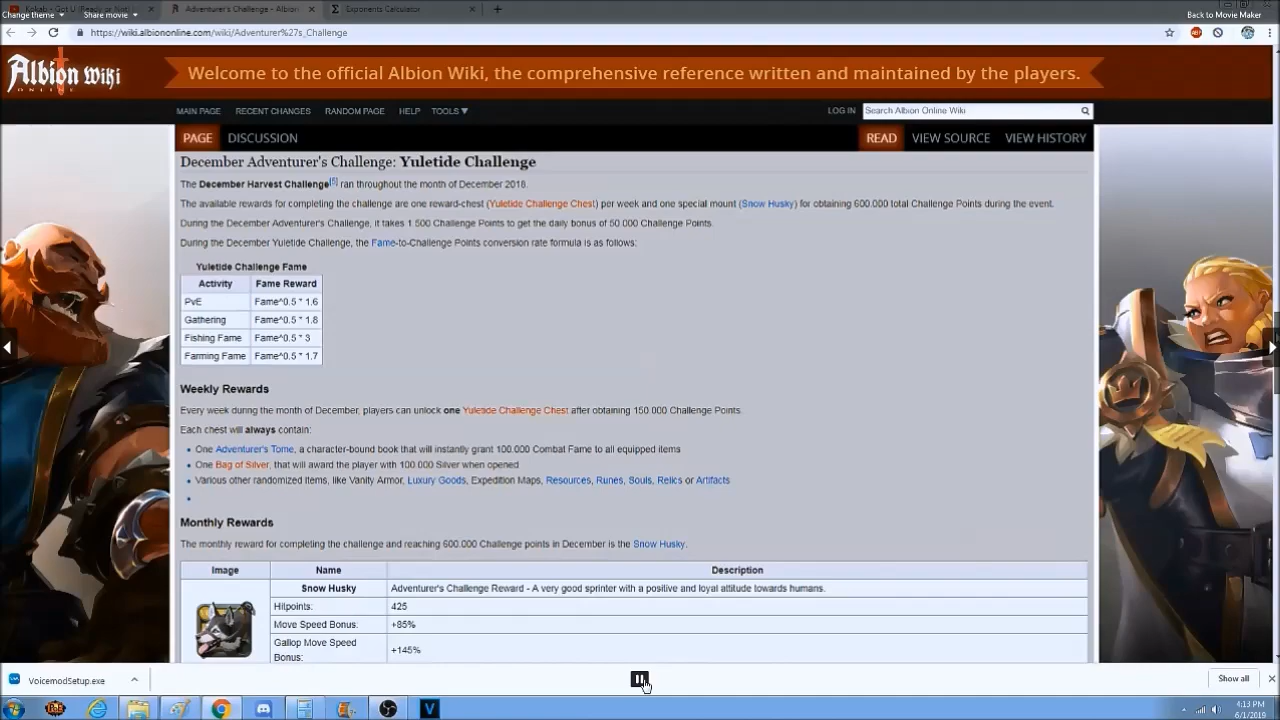 Kokab - Got U (Ready or Not)
Adventurer's Challenge - Albion
Exponents Calculator
Change theme
Share movie
Back to Movie Maker
https://wiki.albiononline.com/wiki/Adventurer%27s_Challenge
Albion Wiki
ONLINE
Welcome to the official Albion Wiki, the comprehensive reference written and maintained by the players.
MAIN PAGE RECENT CHANGES RANDOM PAGE HELP TOOLS LOG IN Search Albion Online Wiki
PAGE DISCUSSION READ VIEW SOURCE VIEW HISTORY
December Adventurer's Challenge: Yuletide Challenge
The December Harvest Challenge ran throughout the month of December 2018.
The available rewards for completing the challenge are one reward-chest (Yuletide Challenge Chest) per week and one special mount (Snow Husky) for obtaining 600.000 total Challenge Points during the event.
During the December Adventurer's Challenge, it takes 1.500 Challenge Points to get the daily bonus of 50.000 Challenge Points.
During the December Yuletide Challenge, the Fame-to-Challenge Points conversion rate formula is as follows:
Yuletide Challenge Fame
Activity Fame Reward
PvE Fame^0.5 * 1.6
Gathering Fame^0.5 * 1.8
Fishing Fame Fame^0.5 * 3
Farming Fame Fame^0.5 * 1.7
Weekly Rewards
Every week during the month of December, players can unlock one Yuletide Challenge Chest after obtaining 150.000 Challenge Points.
Each chest will always contain:
One Adventurer's Tome, a character-bound book that will instantly grant 100.000 Combat Fame to all equipped items
One Bag of Silver, that will award the player with 100.000 Silver when opened
Various other randomized items, like Vanity Armor, Luxury Goods, Expedition Maps, Resources, Runes, Souls, Relics or Artifacts
Monthly Rewards
The monthly reward for completing the challenge and reaching 600.000 Challenge points in December is the Snow Husky.
Image Name Description
Snow Husky Adventurer's Challenge Reward - A very good sprinter with a positive and loyal attitude towards humans.
Hitpoints: 425
Move Speed Bonus: +85%
Gallop Move Speed +145%
Bonus:
VoicemodSetup.exe
Show all
4:13 PM
6/1/2019